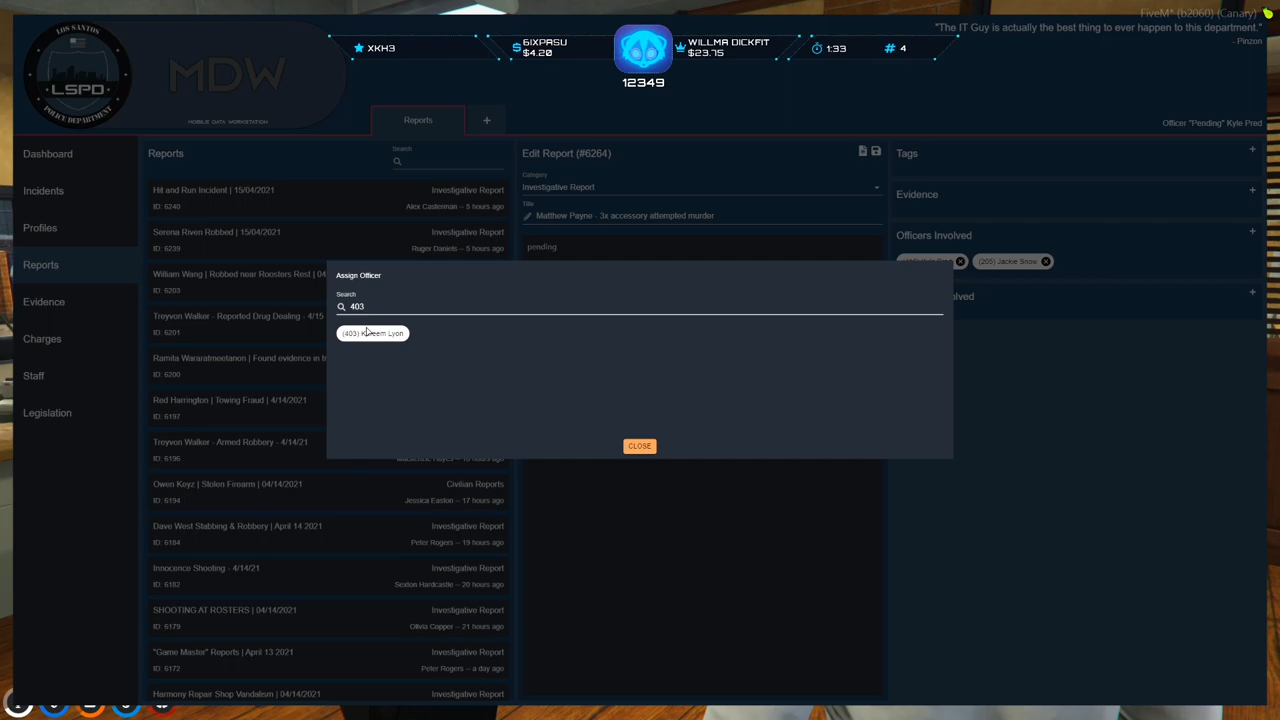 FiveM® (b2060) (Canary)
"The IT Guy is actually the best thing to ever happen to this department."
- Pinzon
LOS SANTOS
LSPD
POLICE DEPARTMENT
MDW
MOBILE DATA WORKSTATION
XKH3
6IXPASU
$4.20
WILLMA DICKFIT
$23.75
1:33
# 4
12349
Reports
+
Officer "Pending" Kyle Pred
Dashboard
Incidents
Profiles
Reports
Evidence
Charges
Staff
Legislation
Reports
Search
Hit and Run Incident | 15/04/2021
Investigative Report
ID: 6240
Alex Casterman -- 5 hours ago
Serena Riven Robbed | 15/04/2021
Investigative Report
ID: 6239
Ruger Daniels -- 5 hours ago
William Wang | Robbed near Roosters Rest | 04
ID: 6203
Treyvon Walker - Reported Drug Dealing - 4/15
ID: 6201
Ramita Wararatmeetanon | Found evidence in
ID: 6200
Red Harrington | Towing Fraud | 4/14/2021
ID: 6197
Treyvon Walker - Armed Robbery - 4/14/21
ID: 6196
Owen Koyz | Stolen Firearm | 04/14/2021
Civilian Reports
ID: 6194
Jessica Easton -- 17 hours ago
Dave West Stabbing & Robbery | April 14 2021
Investigative Report
ID: 6184
Peter Rogers -- 19 hours ago
Innocence Shooting - 4/14/21
Investigative Report
ID: 6182
Sexton Hardcastle -- 20 hours ago
SHOOTING AT ROSTERS | 04/14/2021
Investigative Report
ID: 6179
Olivia Copper -- 21 hours ago
"Game Master" Reports | April 13 2021
Investigative Report
ID: 6172
Peter Rogers -- a day ago
Harmony Repair Shop Vandalism | 04/14/2021
Investigative Report
Edit Report (#6264)
Category
Investigative Report
Title
Matthew Payne - 3x accessory attempted murder
pending
Assign Officer
Search
403
(403) Lyon
CLOSE
Tags
+
Evidence
+
Officers Involved
+
(205) Jackie Snow
+